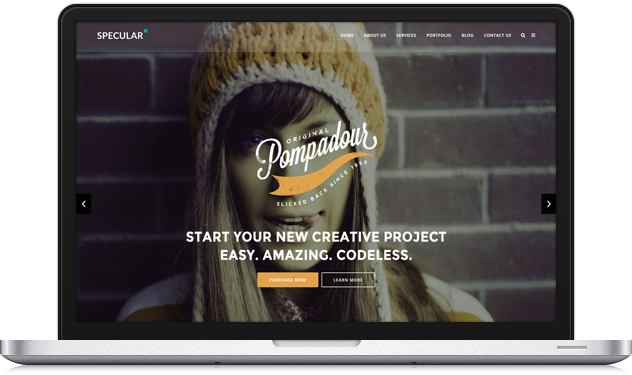 SPECULAR
HOME ABOUT US SERVICES PORTFOLIO BLOG CONTACT US
ORIGINAL
Pompadour
SLICKED BACK SINCE 1950
START YOUR NEW CREATIVE PROJECT
EASY. AMAZING. CODELESS.
PURCHASE NOW LEARN MORE